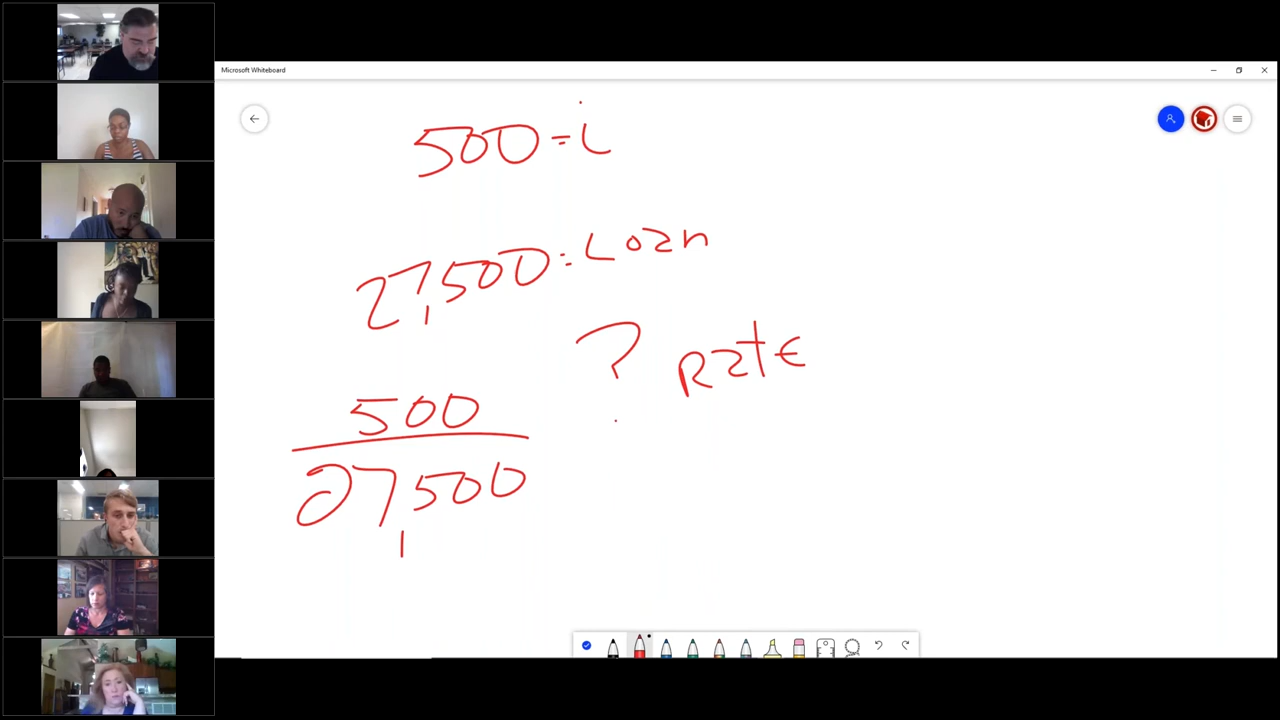 Microsoft Whiteboard
500 = i
27,500 = Loan
? Rate
500
27,500